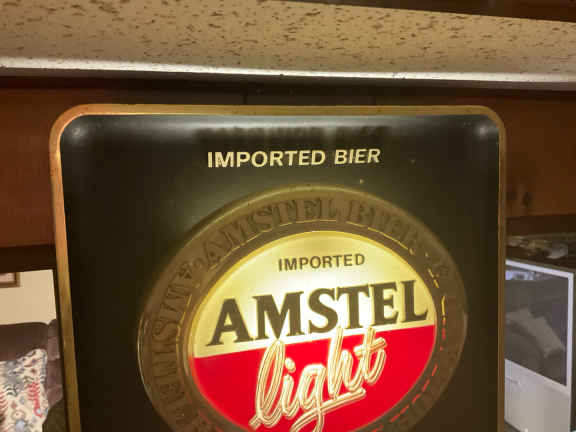 IMPORTED BIER
AMSTEL BIER
IMPORTED
AMSTEL
light